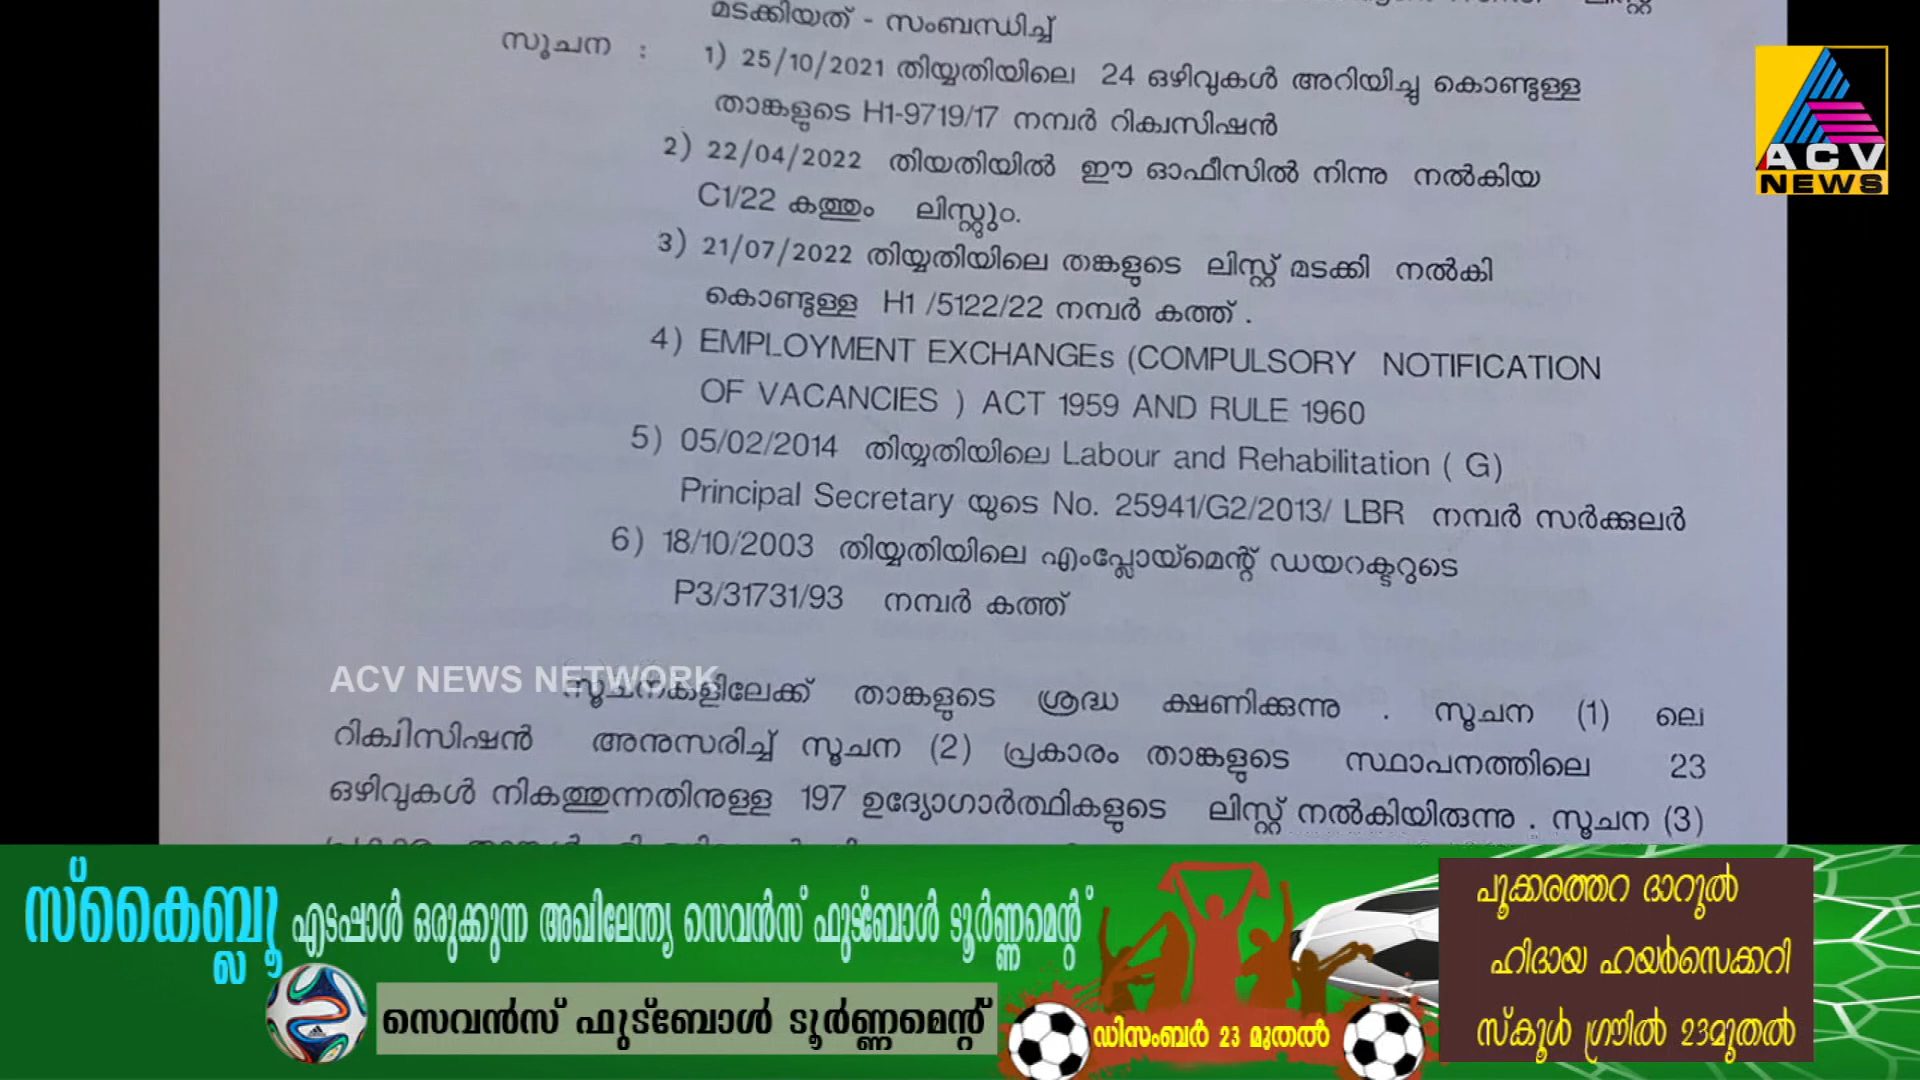 മടക്കിയത് - സംബന്ധിച്ച്
സൂചന : 1) 25/10/2021 തിയ്യതിയിലെ 24 ഒഴിവുകൾ അറിയിച്ചു കൊണ്ടുള്ള
താങ്കളുടെ H1-9719/17 നമ്പർ റിക്വസിഷൻ
2) 22/04/2022 തിയതിയിൽ ഈ ഓഫീസിൽ നിന്നു നൽകിയ
C1/22 കത്തും ലിസ്റ്റും.
3) 21/07/2022 തിയ്യതിയിലെ തങ്കളുടെ ലിസ്റ്റ് മടക്കി നൽകി
കൊണ്ടുള്ള H1 /5122/22 നമ്പർ കത്ത് .
4) EMPLOYMENT EXCHANGEs (COMPULSORY NOTIFICATION
OF VACANCIES ) ACT 1959 AND RULE 1960
5) 05/02/2014 തിയ്യതിയിലെ Labour and Rehabilitation ( G)
Principal Secretary യുടെ No. 25941/G2/2013/ LBR നമ്പർ സർക്കുലർ
6) 18/10/2003 തിയ്യതിയിലെ എംപ്ലോയ്മെന്റ് ഡയറക്ടറുടെ
P3/31731/93 നമ്പർ കത്ത്
ACV NEWS NETWORK
സൂചനകളിലേക്ക് താങ്കളുടെ ശ്രദ്ധ ക്ഷണിക്കുന്നു . സൂചന (1) ലെ
റിക്വിസിഷൻ അനുസരിച്ച് സൂചന (2) പ്രകാരം താങ്കളുടെ സ്ഥാപനത്തിലെ 23
ഒഴിവുകൾ നികത്തുന്നതിനുള്ള 197 ഉദ്യോഗാർത്ഥികളുടെ ലിസ്റ്റ് നൽകിയിരുന്നു . സൂചന (3)
ACV
NEWS
സ്കൈബ്ലൂ എടപ്പാൾ ഒരുക്കുന്ന അഖിലേന്ത്യ സെവൻസ് ഫുട്ബോൾ ടൂർണ്ണമെന്റ്
സെവൻസ് ഫുട്ബോൾ ടൂർണ്ണമെന്റ്
ഡിസംബർ 23 മുതൽ
പൂക്കരത്തറ ദാറുൽ
ഹിദായ ഹയർസെക്കറി
സ്കൂൾ ഗ്രൗൽ 23മുതൽ